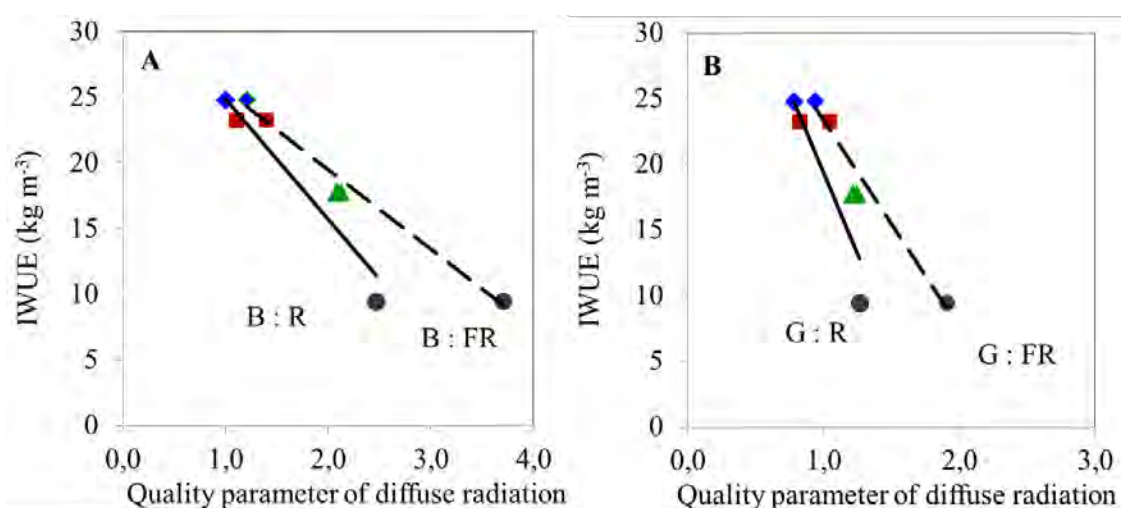 A
30
25
20
15
10
5
0
IWUE (kg m-3)
B : R
B : FR
0,0 1,0 2,0 3,0 4,0
Quality parameter of diffuse radiation
B
30
25
20
15
10
5
0
IWUE (kg m-3)
G : R
G : FR
0,0 1,0 2,0 3,0
Quality parameter of diffuse radiation